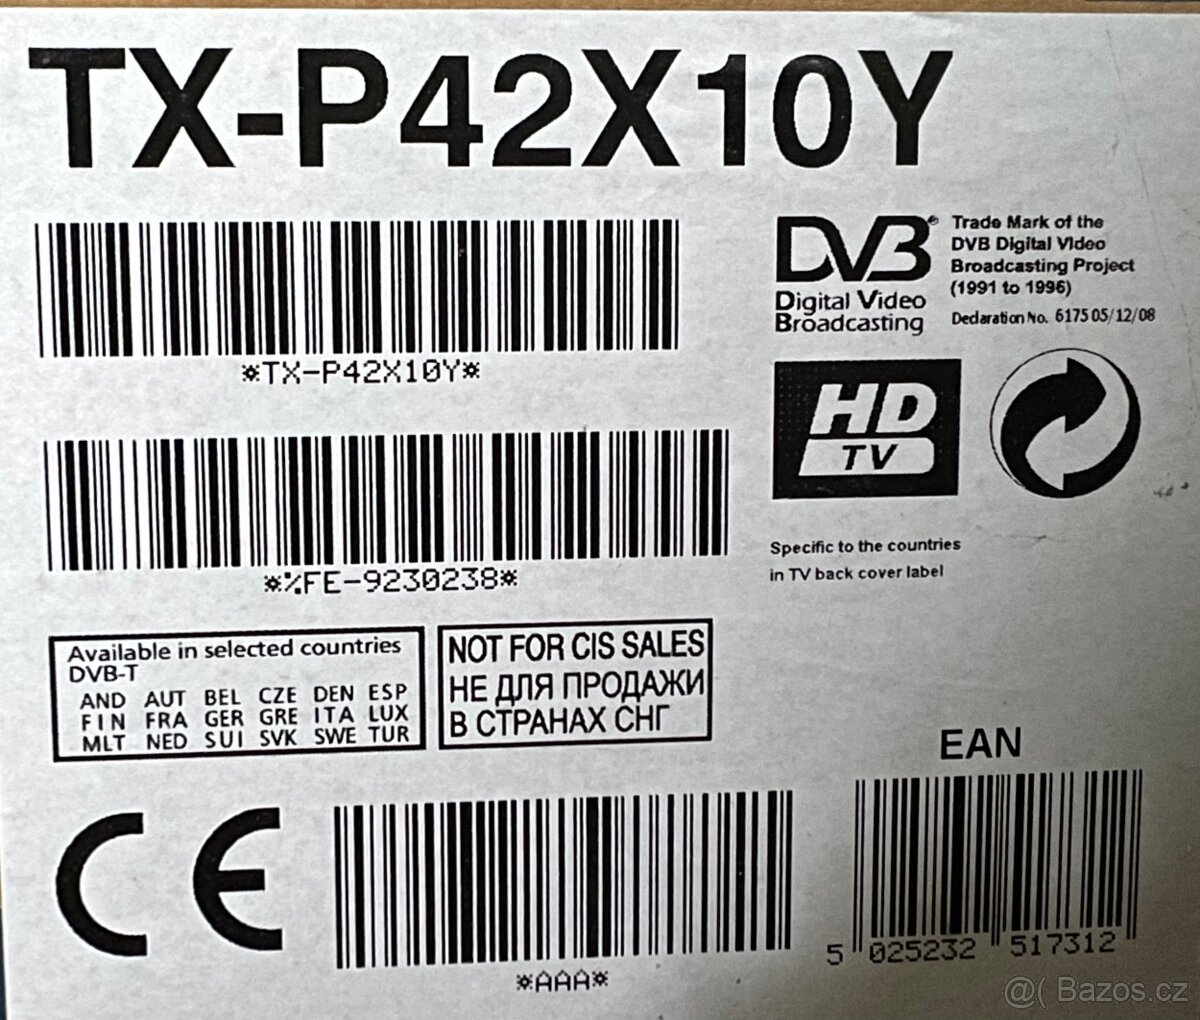 TX-P42X10Y
*TX-P42X10Y*
DVB®
Digital Video
Broadcasting
Trade Mark of the
DVB Digital Video
Broadcasting Project
(1991 to 1996)
Declaration No. 6175 05/12/08
HD
TV
*%FE-9230238*
Specific to the countries
in TV back cover label
Available in selected countries
DVB-T
AND AUT BEL CZE DEN ESP
FIN FRA GER GRE ITA LUX
MLT NED SUI SVK SWE TUR
NOT FOR CIS SALES
НЕ ДЛЯ ПРОДАЖИ
В СТРАНАХ СНГ
CE
*AAA*
EAN
5 025232 517312
@( Bazos.cz